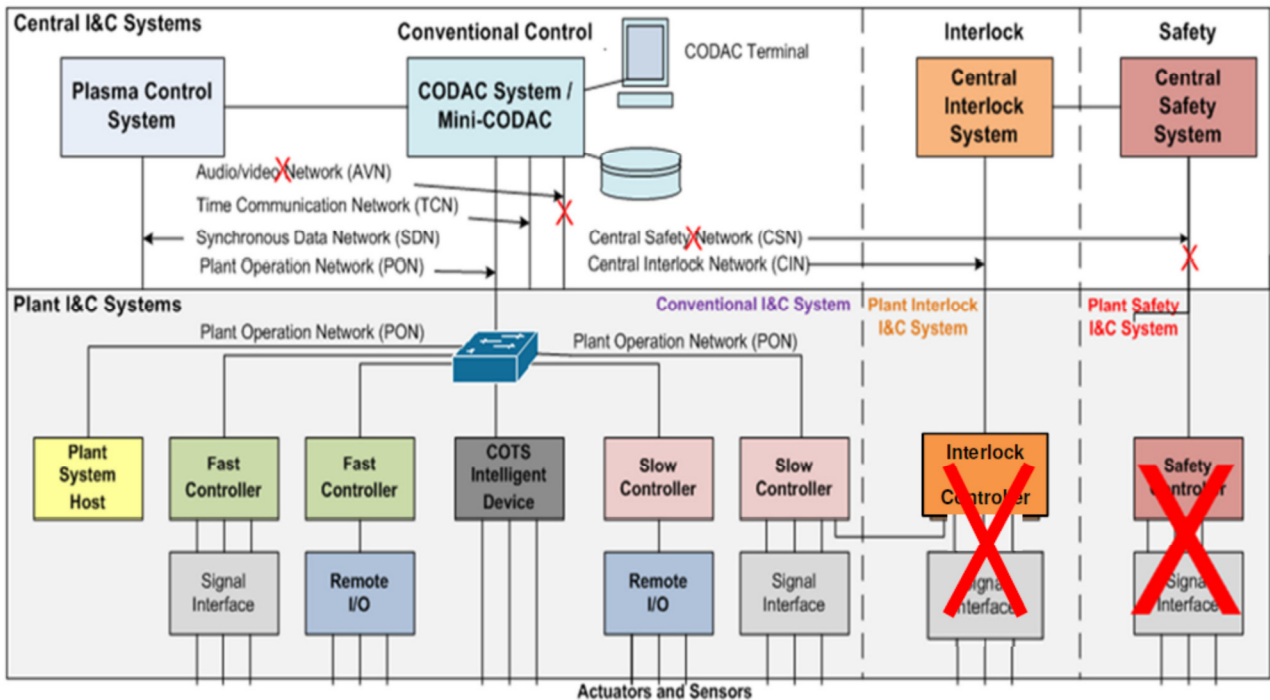 Central I&C Systems
Conventional Control
Interlock
Safety
CODAC Terminal
Plasma Control
System
CODAC System /
Mini-CODAC
Central
Interlock
System
Central
Safety
System
Audio/video Network (AVN)
Time Communication Network (TCN)
Synchronous Data Network (SDN)
Plant Operation Network (PON)
Central Safety Network (CSN)
Central Interlock Network (CIN)
Plant I&C Systems
Conventional I&C System
Plant Interlock
I&C System
Plant Safety
I&C System
Plant Operation Network (PON)
Plant Operation Network (PON)
Plant
System
Host
Fast
Controller
Fast
Controller
COTS
Intelligent
Device
Slow
Controller
Slow
Controller
Interlock
Controller
Safety
Controller
Signal
Interface
Remote
I/O
Remote
I/O
Signal
Interface
Signal
Interface
Signal
Interface
Actuators and Sensors